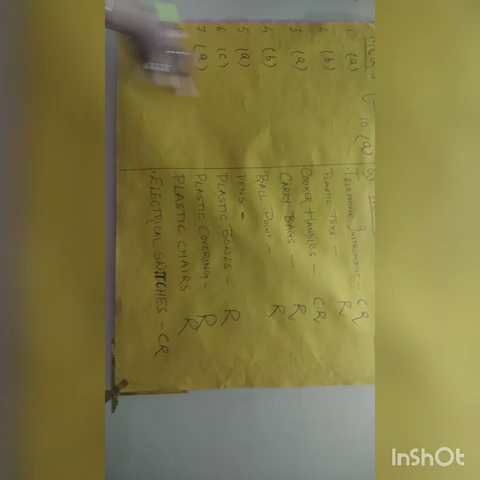 1. (a)
2 (b)
3 (a)
4 (b)
5 (a)
6 (c)
7 (a)
10 (a)
TELEPHONE INSTRUMENT - CR
PLASTIC TOYS - R
COOKER HANDLES - CR
CARRY BAGS - R
BALL POINT - R
PENS -
PLASTIC BOWLS - R
PLASTIC COVERING - R
PLASTIC CHAIRS R
ELECTRICAL SWITCHES - CR
InShOt